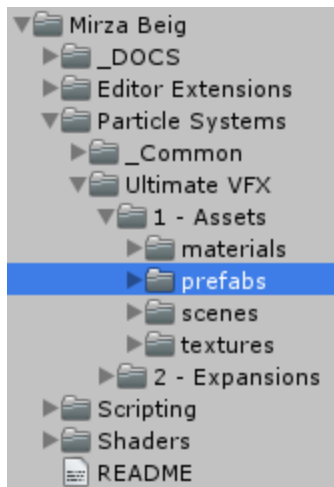 Mirza Beig
_DOCS
Editor Extensions
Particle Systems
_Common
Ultimate VFX
1 - Assets
materials
prefabs
scenes
textures
2 - Expansions
Scripting
Shaders
README